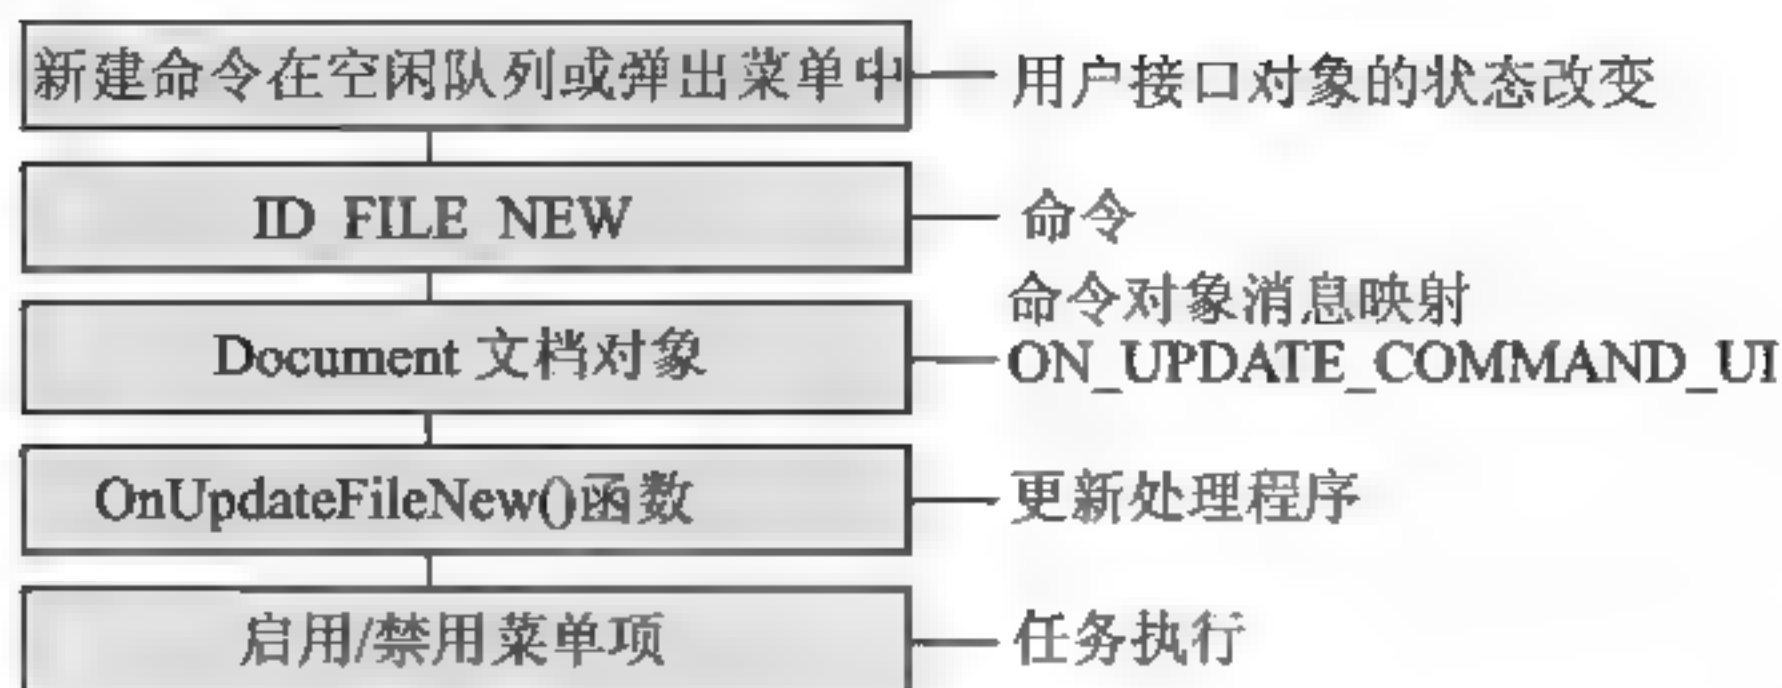 新建命令在空闲队列或弹出菜单中
用户接口对象的状态改变
ID_FILE_NEW
命令
命令对象消息映射
Document 文档对象
ON_UPDATE_COMMAND_UI
OnUpdateFileNew()函数
更新处理程序
启用/禁用菜单项
任务执行